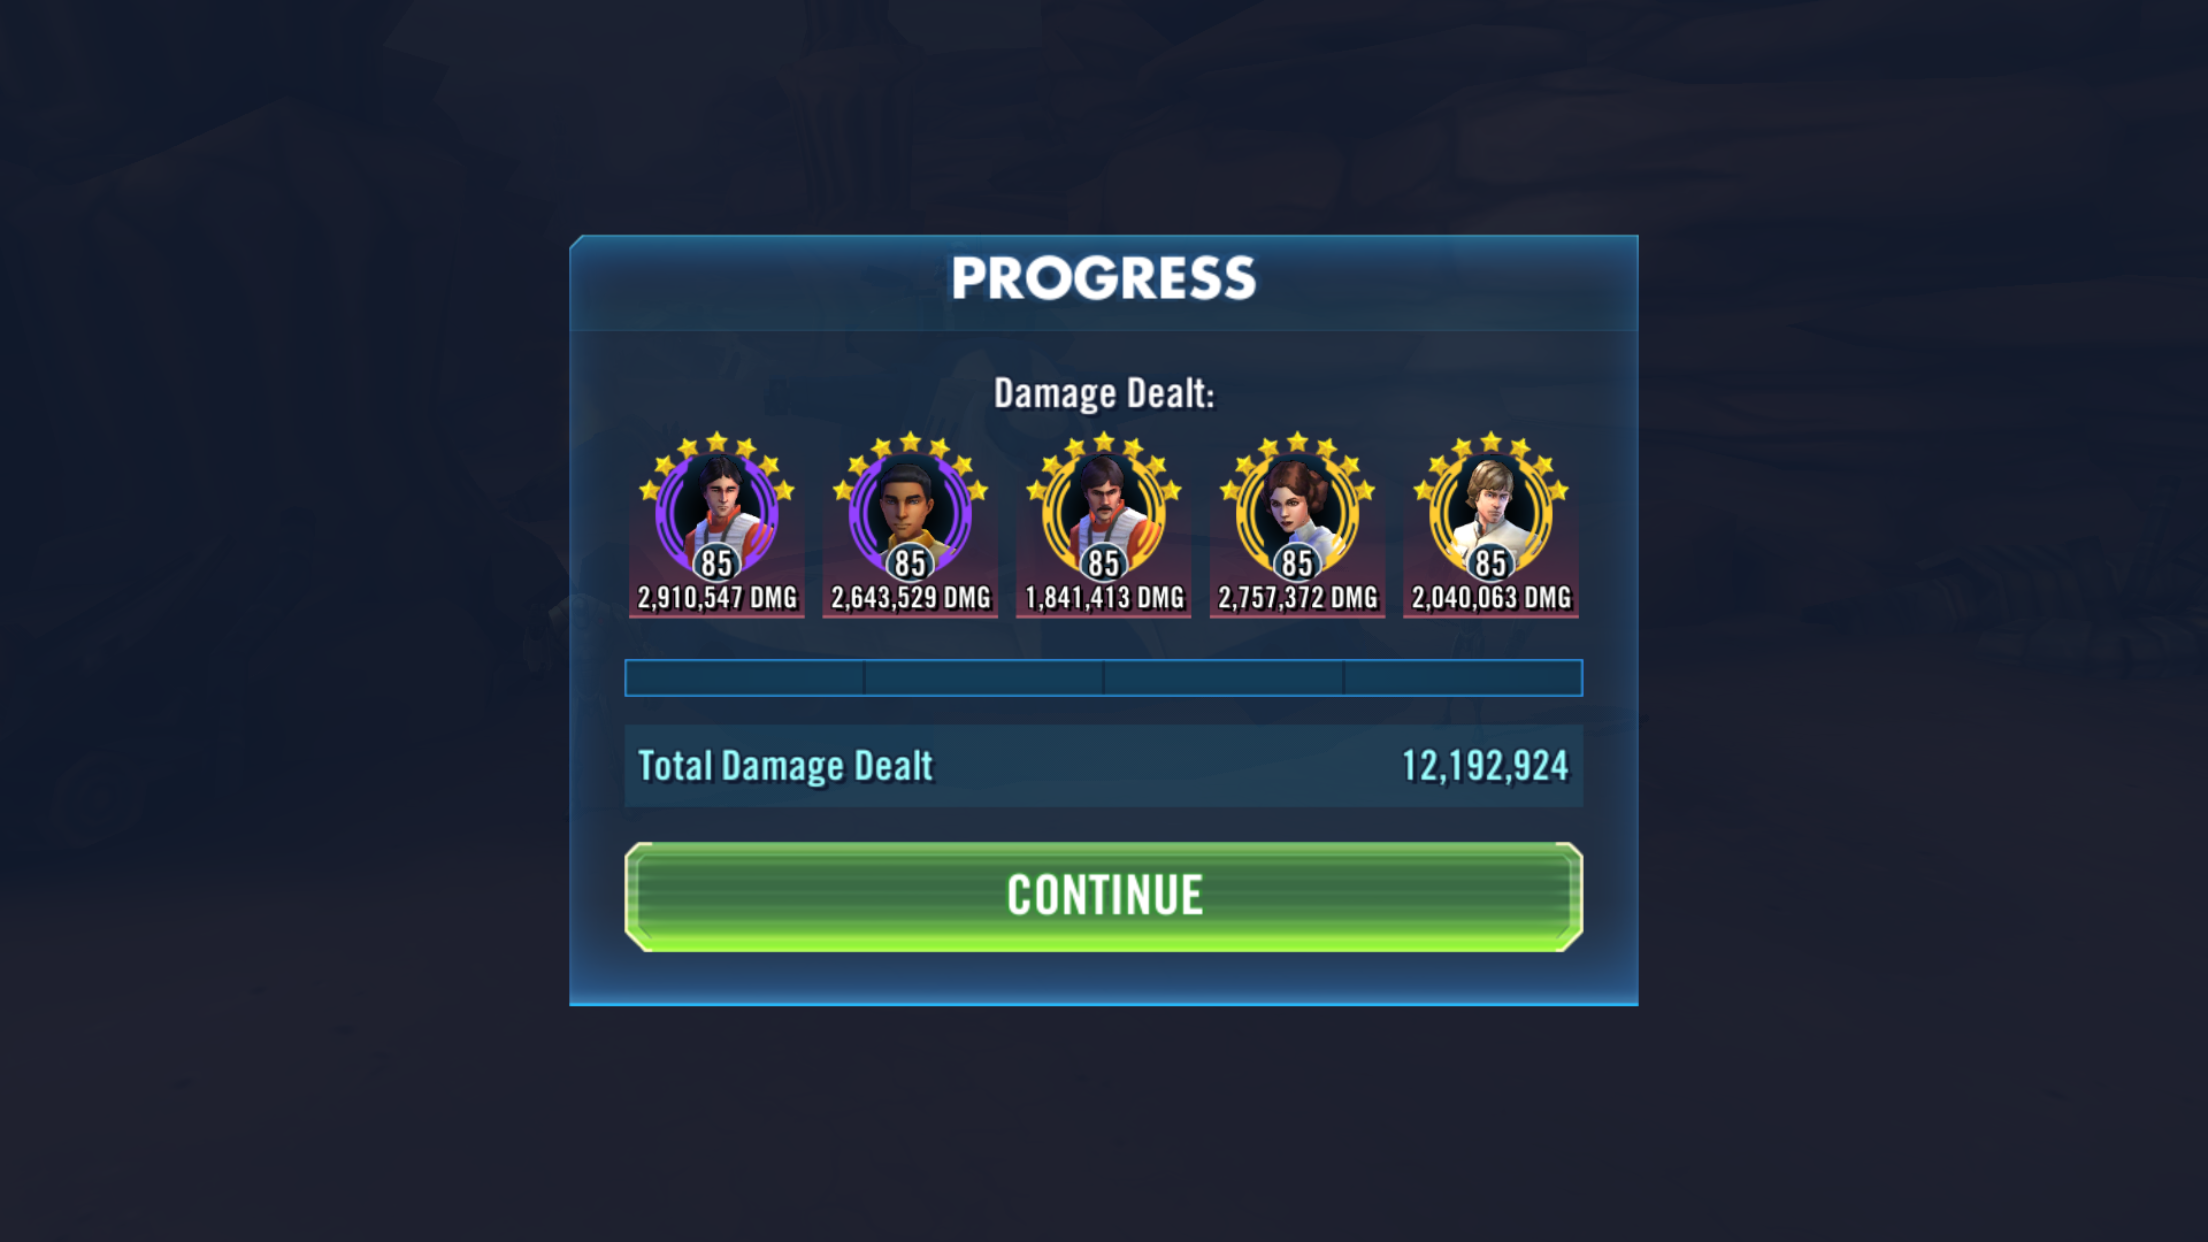 PROGRESS
Damage Dealt:
85 85 85 85 85
2,910,547 DMG 2,643,529 DMG 1,841,413 DMG 2,757,372 DMG 2,040,063 DMG
Total Damage Dealt 12,192,924
CONTINUE